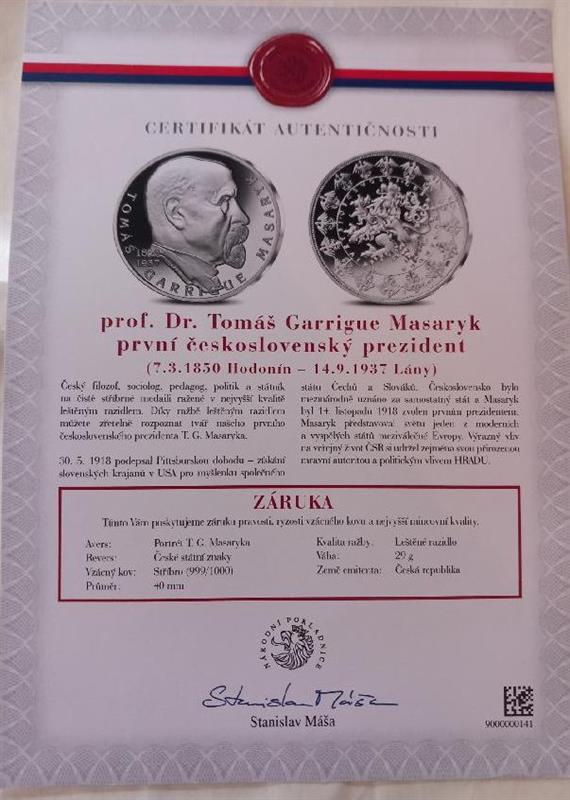 CERTIFIKÁT AUTENTIČNOSTI
TOMÁŠ GARRIGUE MASARYK
1850
1937
prof. Dr. Tomáš Garrigue Masaryk
první československý prezident
(7.3.1850 Hodonín – 14.9.1937 Lány)
Český filozof, sociolog, pedagog, politik a státník
na čistě stříbrné medaili ražené v nejvyšší kvalitě
leštěným razidlem. Díky ražbě leštěným razidlem
můžete zřetelně rozpoznat tvář našeho prvního
československého prezidenta T. G. Masaryka.
30. 5. 1918 podepsal Pittsburskou dohodu – získání
slovenských krajanů v USA pro myšlenku společného
státu Čechů a Slováků. Československo bylo
mezinárodně uznáno za samostatný stát a Masaryk
byl 14. listopadu 1918 zvolen prvním prezidentem.
Masaryk představoval světu jeden z moderních
a vyspělých států meziválečné Evropy. Výrazný vliv
na veřejný život ČSR si udržel zejména svou přirozenou
mravní autoritou a politickým vlivem HRADU.
ZÁRUKA
Tímto Vám poskytujeme záruku pravosti, ryzosti vzácného kovu a nejvyšší mincovní kvality.
Avers: Portrét T. G. Masaryka
Revers: České státní znaky
Vzácný kov: Stříbro (999/1000)
Průměr: 40 mm
Kvalita ražby: Leštěné razidlo
Váha: 20 g
Země emitenta: Česká republika
NÁRODNÍ POKLADNICE
Stanislav Máša
Stanislav Máša
9000000141